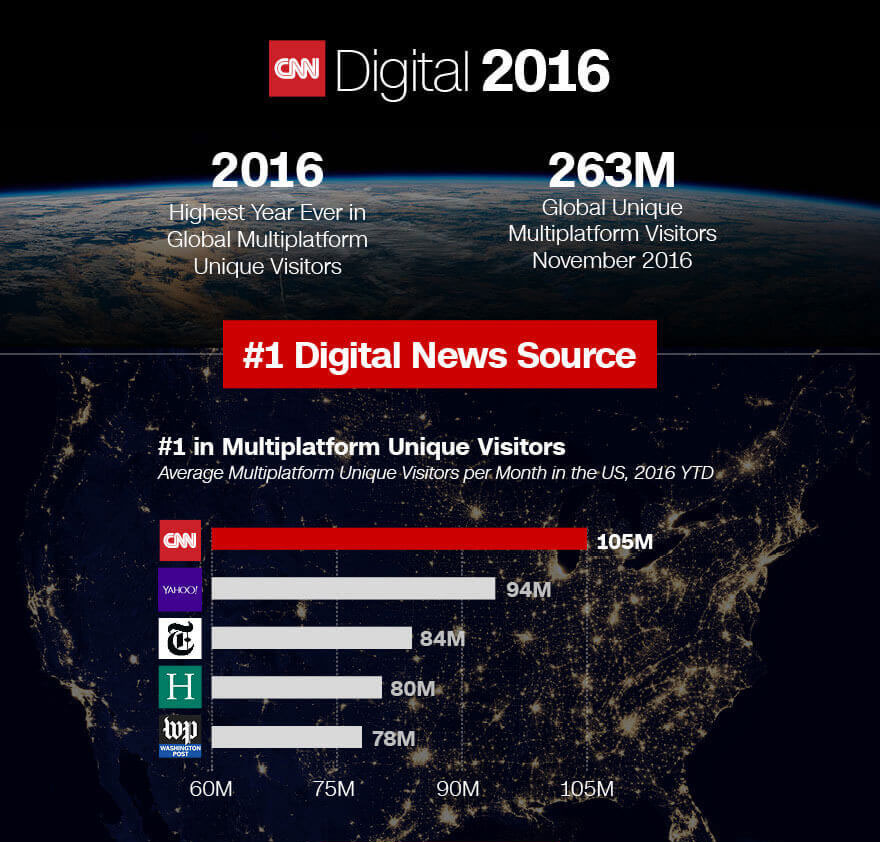 CNN Digital 2016
2016
Highest Year Ever in
Global Multiplatform
Unique Visitors
263M
Global Unique
Multiplatform Visitors
November 2016
#1 Digital News Source
#1 in Multiplatform Unique Visitors
Average Multiplatform Unique Visitors per Month in the US, 2016 YTD
CNN 105M
YAHOO! 94M
T 84M
H 80M
wp
WASHINGTON
POST
78M
60M 75M 90M 105M